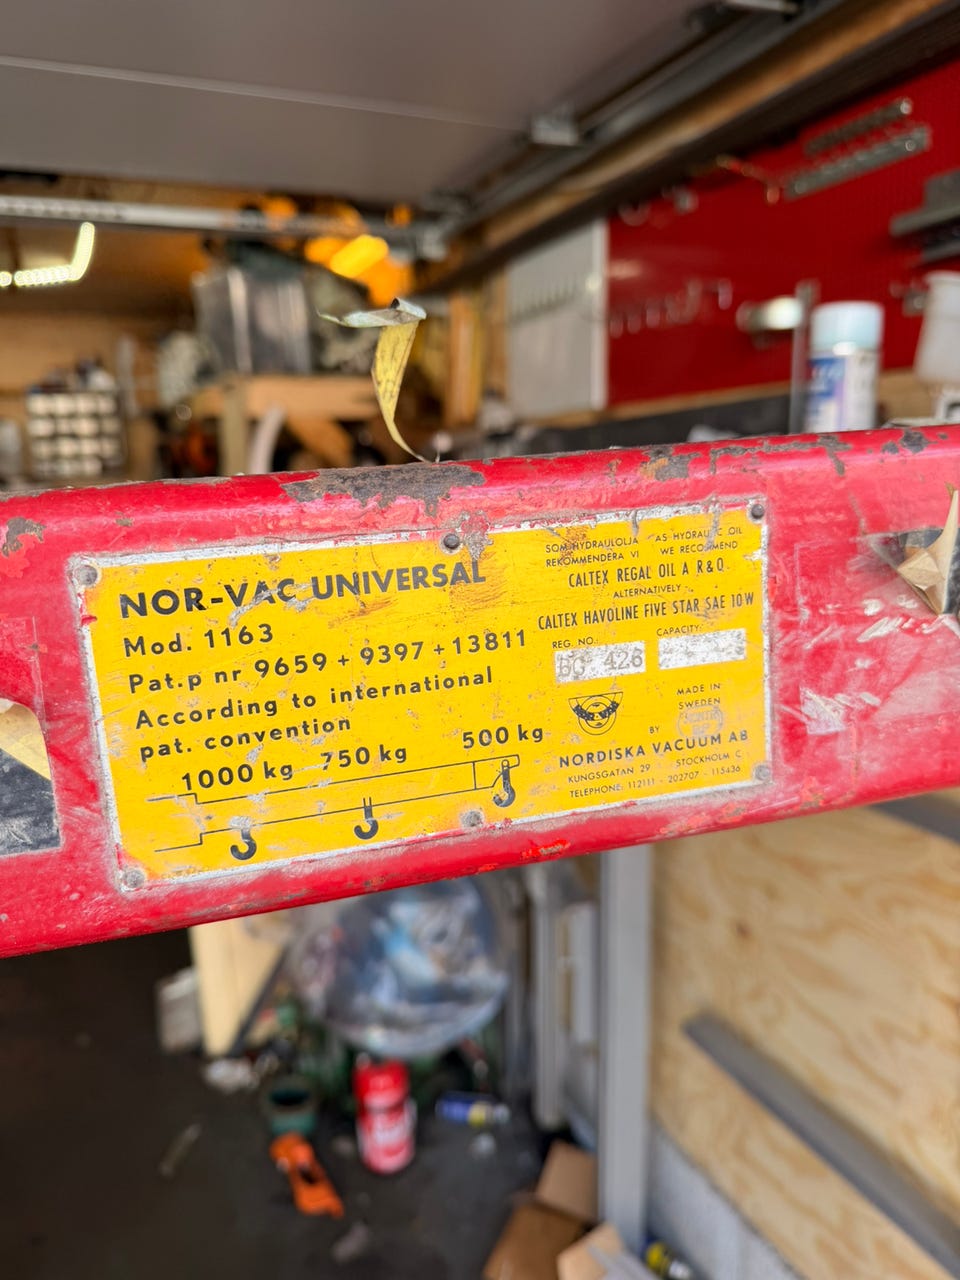 NOR-VAC UNIVERSAL
Mod. 1163
Pat.p nr 9659 + 9397 + 13811
According to international
pat. convention
1000 kg 750 kg 500 kg
SOM HYDRAULOLJA
REKOMMENDERA VI
AS HYDRAULIC OIL
WE RECOMMEND
CALTEX REGAL OIL A R&O
ALTERNATIVELY
CALTEX HAVOLINE FIVE STAR SAE 10W
REG. NO.:
426
CAPACITY:
MADE IN
SWEDEN
BY
NORDISKA VACUUM AB
KUNGSGATAN 29 STOCKHOLM C
TELEPHONE: 112111 - 202707 - 115436